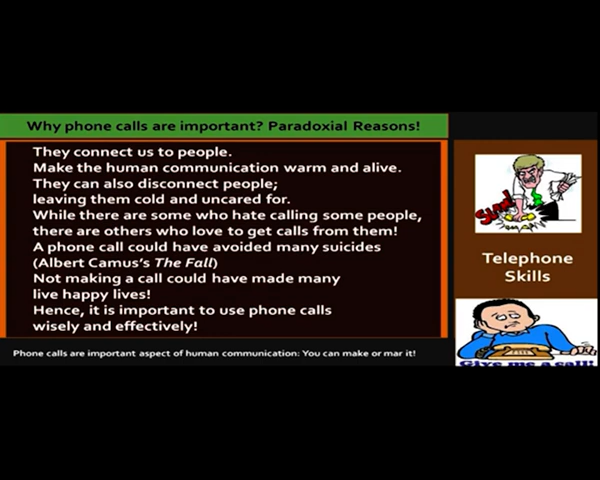 Why phone calls are important? Paradoxial Reasons!
They connect us to people.
Make the human communication warm and alive.
They can also disconnect people;
leaving them cold and uncared for.
While there are some who hate calling some people,
there are others who love to get calls from them!
A phone call could have avoided many suicides
(Albert Camus's The Fall)
Not making a call could have made many
live happy lives!
Hence, it is important to use phone calls
wisely and effectively!
Phone calls are important aspect of human communication: You can make or mar it!
Slam!
Telephone
Skills
Give me a call!